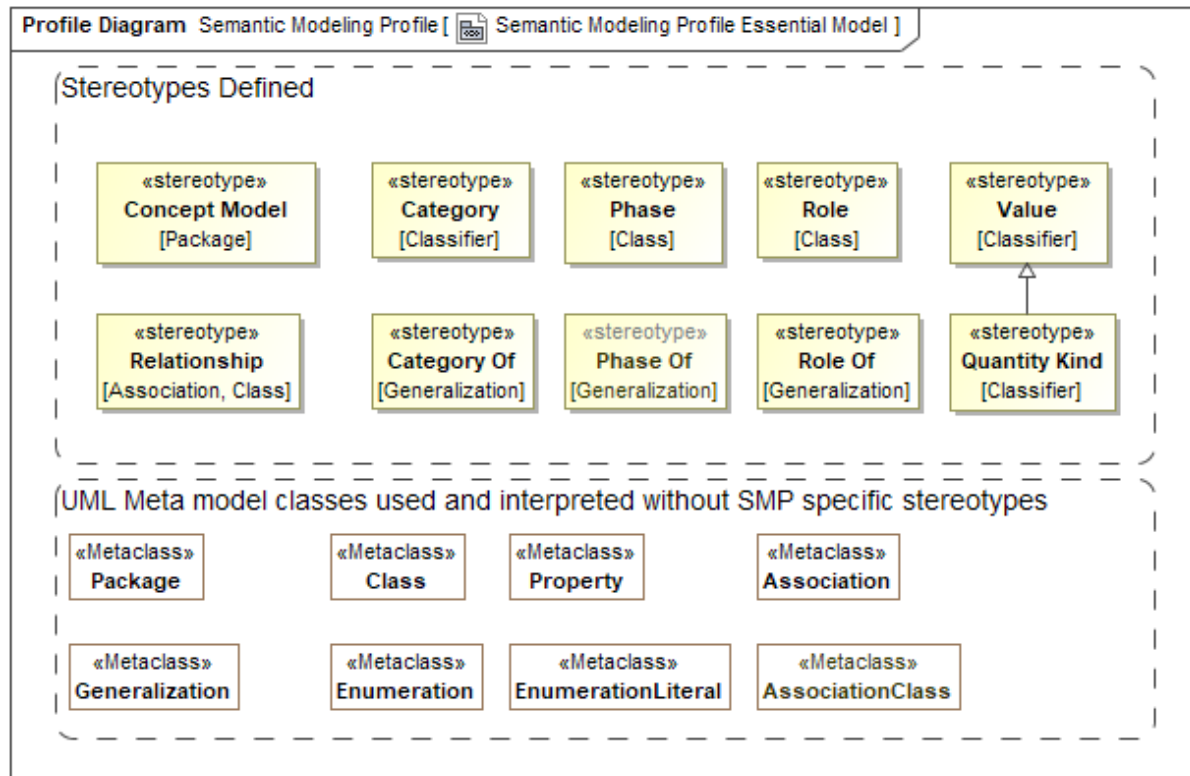 Profile Diagram Semantic Modeling Profile [ Semantic Modeling Profile Essential Model ]
Stereotypes Defined
«stereotype» «stereotype» «stereotype» «stereotype» «stereotype»
Concept Model Category Phase Role Value
[Package] [Classifier] [Class] [Class] [Classifier]
«stereotype» «stereotype» «stereotype» «stereotype» «stereotype»
Relationship Category Of Phase Of Role Of Quantity Kind
[Association, Class] [Generalization] [Generalization] [Generalization] [Classifier]
UML Meta model classes used and interpreted without SMP specific stereotypes
«Metaclass» «Metaclass» «Metaclass» «Metaclass»
Package Class Property Association
«Metaclass» «Metaclass» «Metaclass» «Metaclass»
Generalization Enumeration EnumerationLiteral AssociationClass